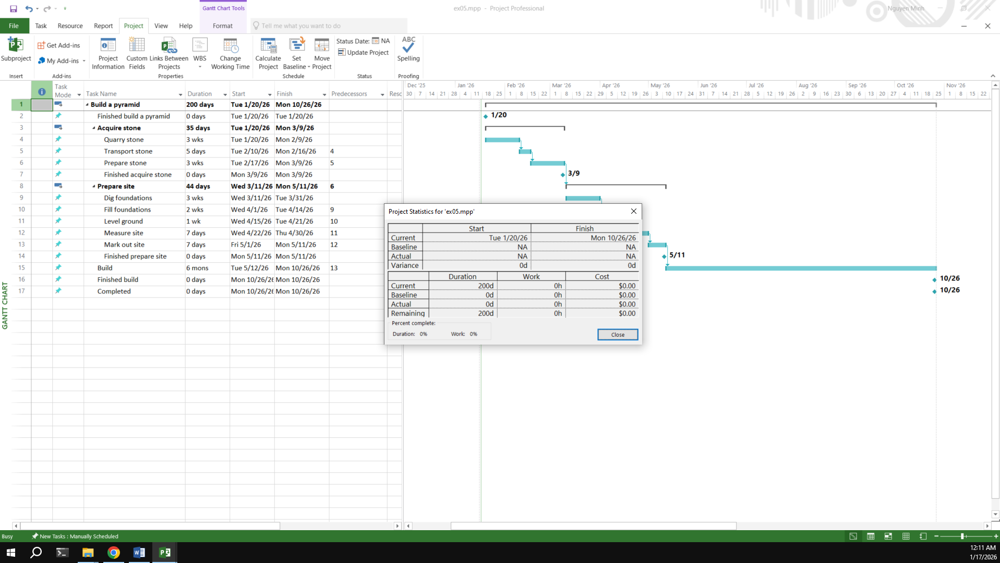 Gantt Chart Tools
ex05.mpp - Project Professional
Nguyen Minh
File Task Resource Report Project View Help Format Tell me what you want to do
Subproject
Get Add-ins
My Add-ins
Project Information
Custom Fields
Links Between Projects
WBS
Change Working Time
Calculate Project
Set Baseline
Move Project
Status Date: NA
Update Project
ABC
Spelling
Insert Add-ins Properties Schedule Status Proofing
Task Mode Task Name Duration Start Finish Predecessors Resc
Dec '25 Jan '26 Feb '26 Mar '26 Apr '26 May '26 Jun '26 Jul '26 Aug '26 Sep '26 Oct '26 Nov '26
30 7 14 21 28 4 11 18 25 1 8 15 22 1 8 15 22 29 5 12 19 26 3 10 17 24 31 7 14 21 28 5 12 19 26 2 9 16 23 30 6 13 20 27 4 11 18 25 1 8 15 22
1 Build a pyramid 200 days Tue 1/20/26 Mon 10/26/26
2 Finished build a pyramid 0 days Tue 1/20/26 Tue 1/20/26 1/20
3 Acquire stone 35 days Tue 1/20/26 Mon 3/9/26
4 Quarry stone 3 wks Tue 1/20/26 Mon 2/9/26
5 Transport stone 5 days Tue 2/10/26 Mon 2/16/26 4
6 Prepare stone 3 wks Tue 2/17/26 Mon 3/9/26 5
7 Finished acquire stone 0 days Mon 3/9/26 Mon 3/9/26 3/9
8 Prepare site 44 days Wed 3/11/26 Mon 5/11/26 6
9 Dig foundations 3 wks Wed 3/11/26 Tue 3/31/26
10 Fill foundations 2 wks Wed 4/1/26 Tue 4/14/26 9
11 Level ground 1 wk Wed 4/15/26 Tue 4/21/26 10
12 Measure site 7 days Wed 4/22/26 Thu 4/30/26 11
13 Mark out site 7 days Fri 5/1/26 Mon 5/11/26 12
14 Finished prepare site 0 days Mon 5/11/26 Mon 5/11/26 5/11
15 Build 6 mons Tue 5/12/26 Mon 10/26/26 13
16 Finished build 0 days Mon 10/26/26 Mon 10/26/26 10/26
17 Completed 0 days Mon 10/26/26 Mon 10/26/26 10/26
GANTT CHART
Project Statistics for 'ex05.mpp'
Start Finish
Current Tue 1/20/26 Mon 10/26/26
Baseline NA NA
Actual NA NA
Variance 0d 0d
Duration Work Cost
Current 200d 0h $0.00
Baseline 0d 0h $0.00
Actual 0d 0h $0.00
Remaining 200d 0h $0.00
Percent complete:
Duration: 0% Work: 0%
Close
Busy New Tasks : Manually Scheduled
12:11 AM
1/17/2026